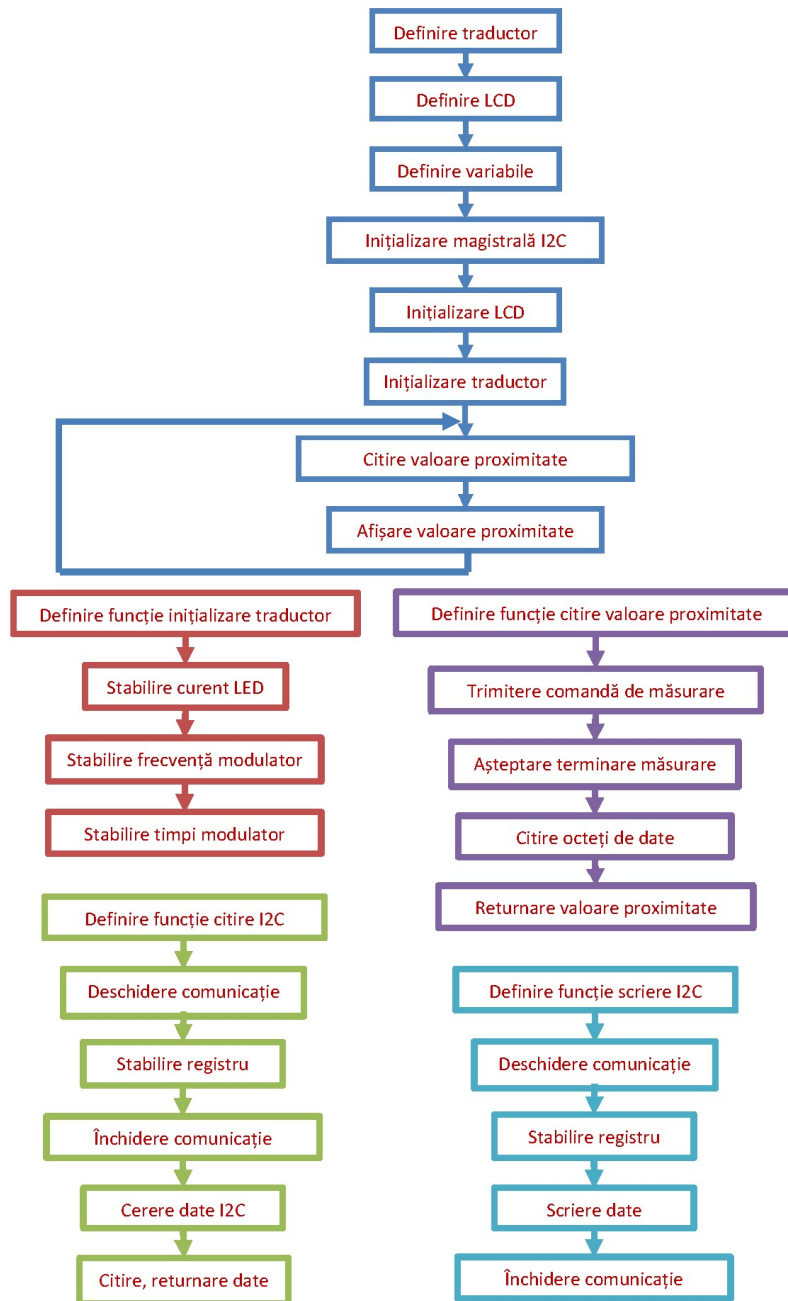 Definire traductor
Definire LCD
Definire variabile
Inițializare magistrală I2C
Inițializare LCD
Inițializare traductor
Citire valoare proximitate
Afișare valoare proximitate
Definire funcție inițializare traductor
Stabilire curent LED
Stabilire frecvență modulator
Stabilire timpi modulator
Definire funcție citire valoare proximitate
Trimitere comandă de măsurare
Așteptare terminare măsurare
Citire octeți de date
Returnare valoare proximitate
Definire funcție citire I2C
Deschidere comunicație
Stabilire registru
Închidere comunicație
Cerere date I2C
Citire, returnare date
Definire funcție scriere I2C
Deschidere comunicație
Stabilire registru
Scriere date
Închidere comunicație